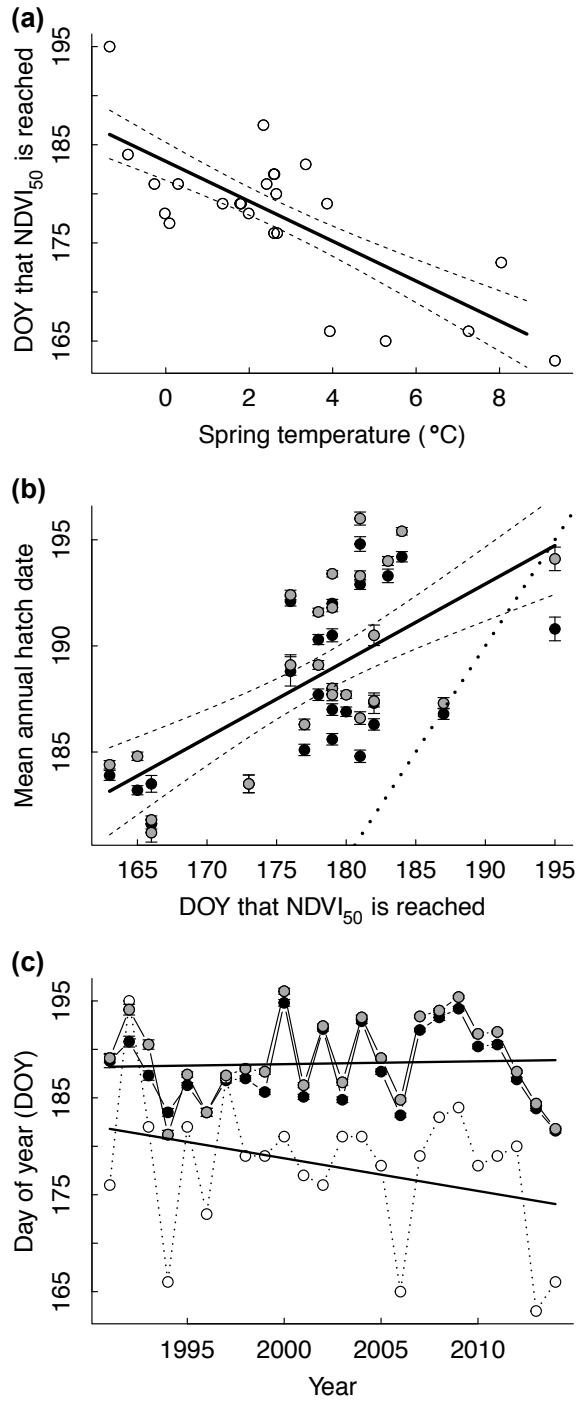 (a)
195
185
175
165
DOY that NDVI50 is reached
0 2 4 6 8
Spring temperature (°C)
(b)
195
190
185
Mean annual hatch date
165 170 175 180 185 190 195
DOY that NDVI50 is reached
(c)
195
185
175
165
Day of year (DOY)
1995 2000 2005 2010
Year